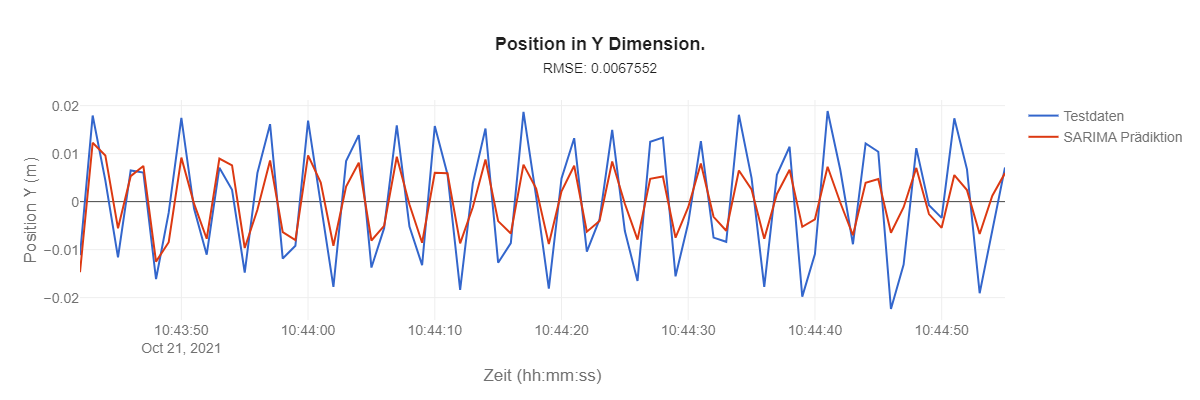 Position in Y Dimension.
RMSE: 0.0067552
Position Y (m)
0.02
0.01
0
−0.01
−0.02
10:43:50
10:44:00
10:44:10
10:44:20
10:44:30
10:44:40
10:44:50
Oct 21, 2021
Zeit (hh:mm:ss)
Testdaten
SARIMA Prädiktion